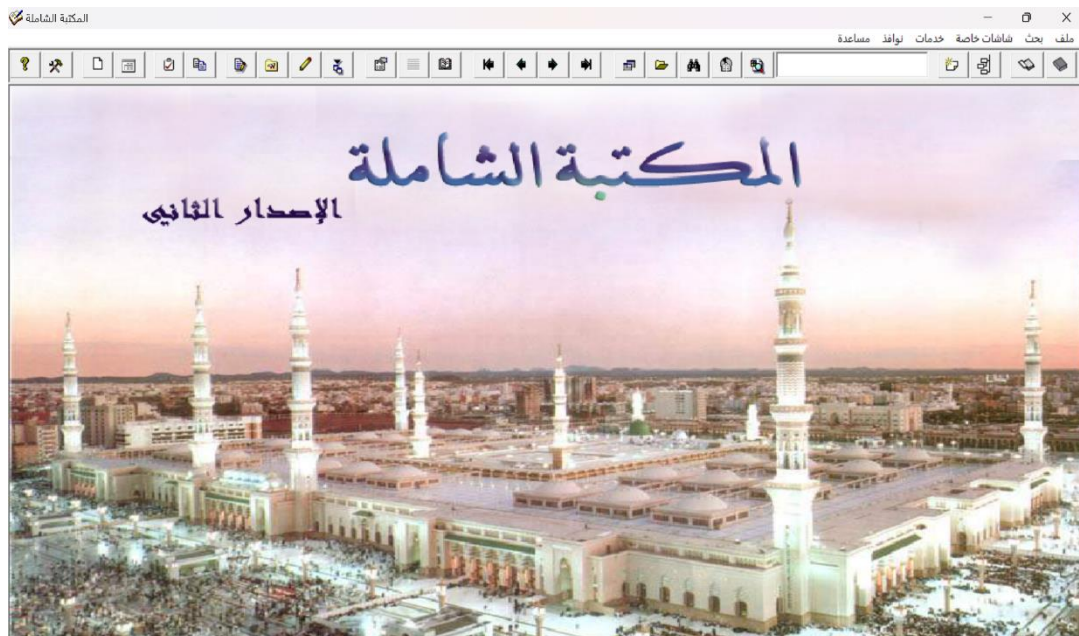 المكتبة الشاملة
ملف بحث شاشات خاصة خدمات نوافذ مساعدة
المكتبة الشاملة
الإصدار الثاني